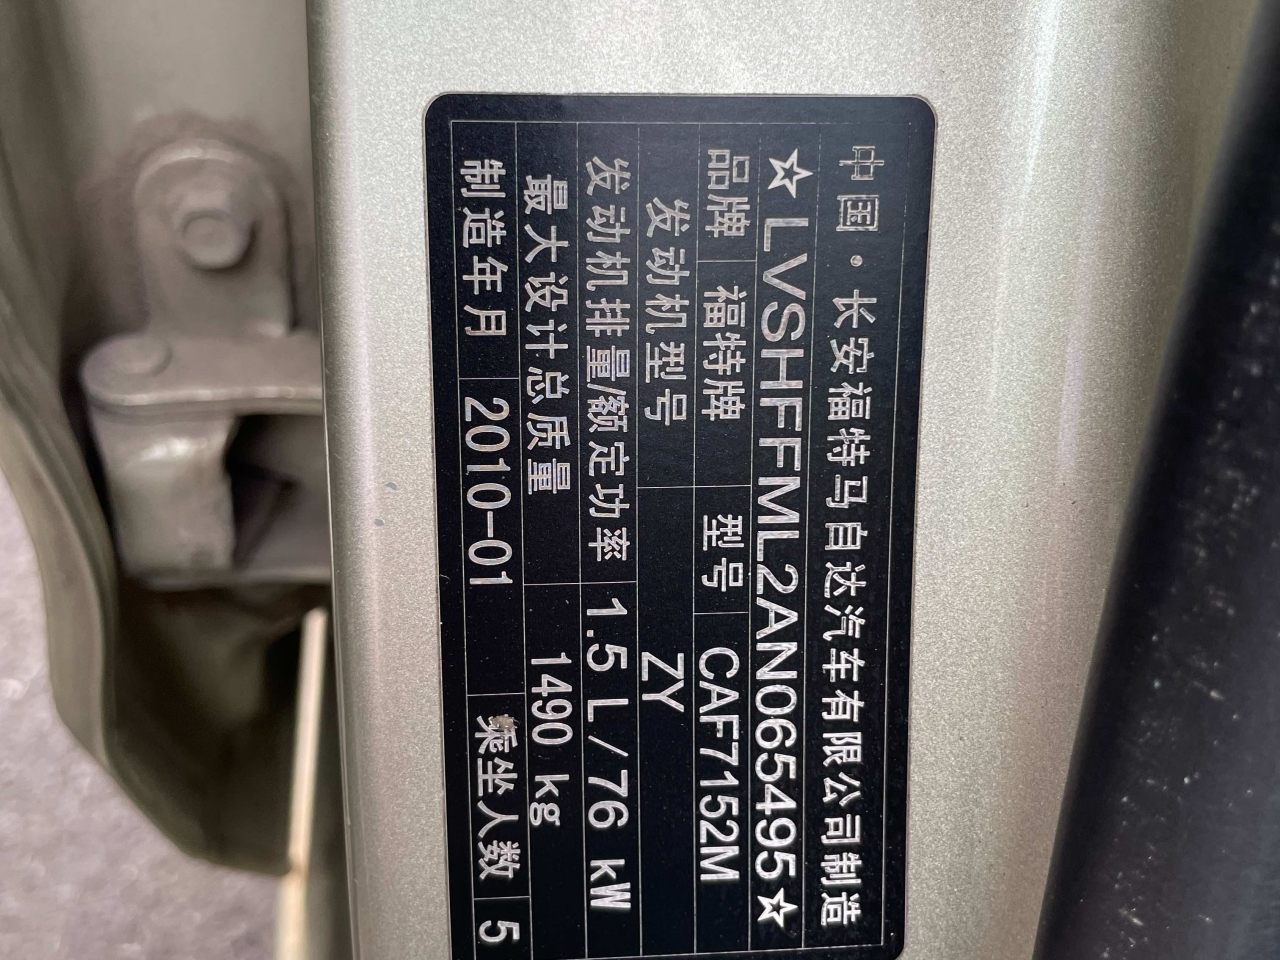 中国·长安福特马自达汽车有限公司制造
☆LVSHFFML2AN065495☆
品牌 福特牌 型号 CAF7152M
发动机型号 ZY
发动机排量/额定功率 1.5 L/76 kW
最大设计总质量 1490 kg
制造年月 2010-01 乘坐人数 5